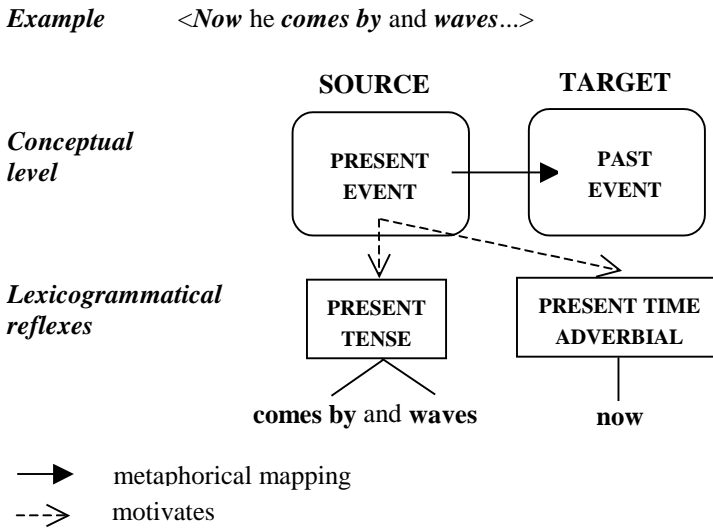 Example <Now he comes by and waves...>
SOURCE TARGET
Conceptual
level
PRESENT
EVENT
PAST
EVENT
Lexicogrammatical
reflexes
PRESENT
TENSE
PRESENT TIME
ADVERBIAL
comes by and waves now
metaphorical mapping
motivates